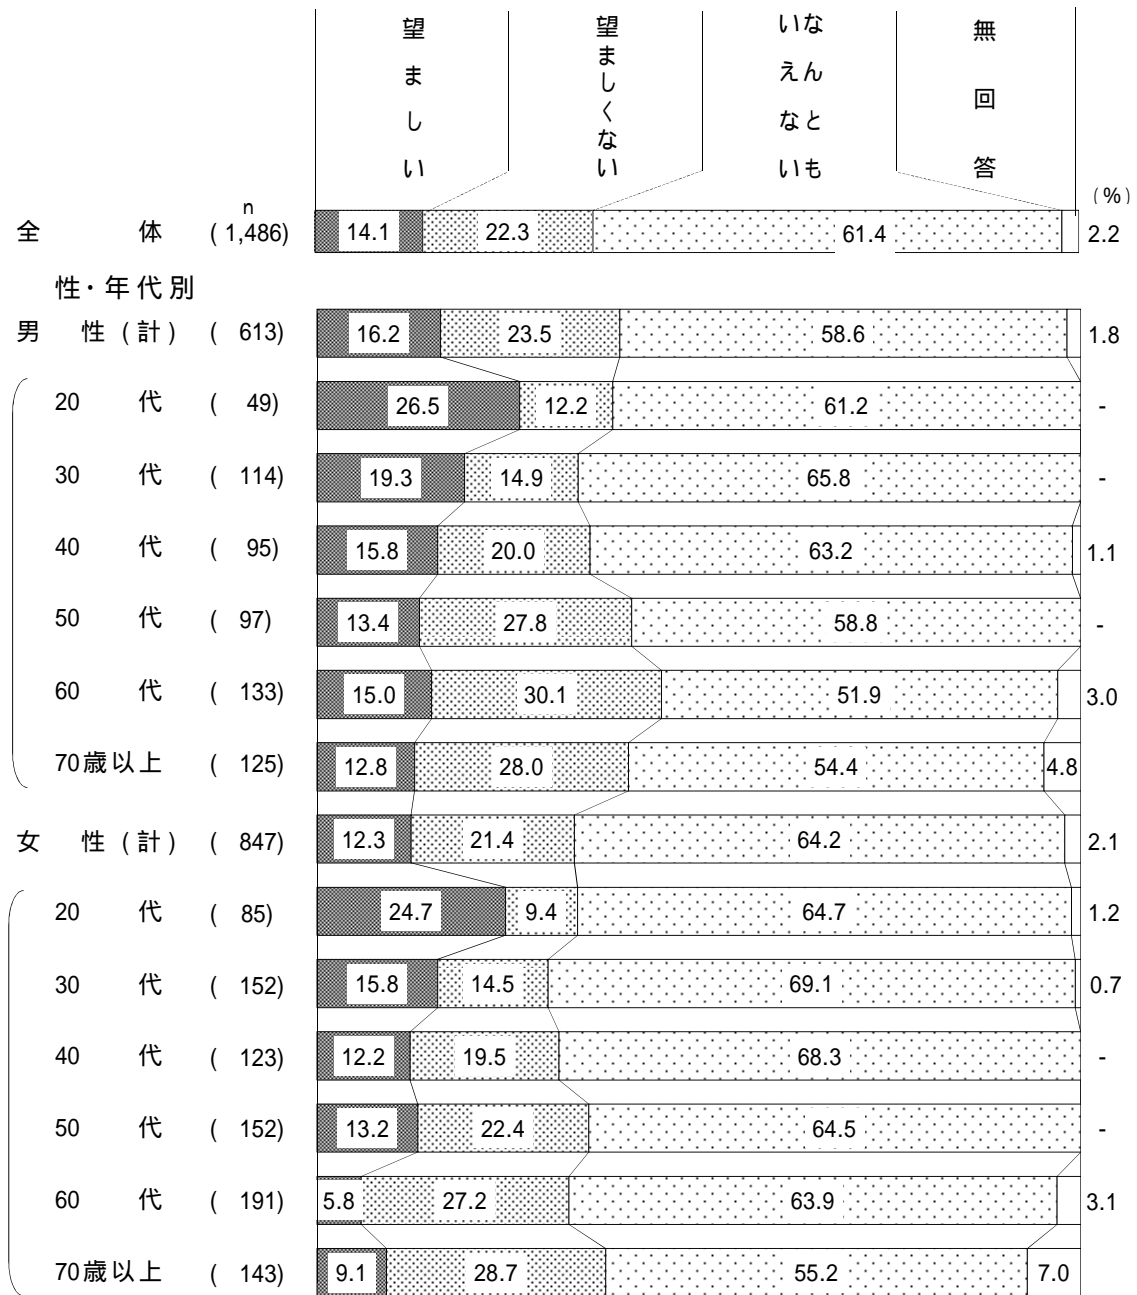 望ましい
望ましくない
なんとも
いえない
無回答
(%)
n
全体 (1,486) 14.1 22.3 61.4 2.2
性・年代別
男性(計) ( 613) 16.2 23.5 58.6 1.8
20代 ( 49) 26.5 12.2 61.2 -
30代 ( 114) 19.3 14.9 65.8 -
40代 ( 95) 15.8 20.0 63.2 1.1
50代 ( 97) 13.4 27.8 58.8 -
60代 ( 133) 15.0 30.1 51.9 3.0
70歳以上 ( 125) 12.8 28.0 54.4 4.8
女性(計) ( 847) 12.3 21.4 64.2 2.1
20代 ( 85) 24.7 9.4 64.7 1.2
30代 ( 152) 15.8 14.5 69.1 0.7
40代 ( 123) 12.2 19.5 68.3 -
50代 ( 152) 13.2 22.4 64.5 -
60代 ( 191) 5.8 27.2 63.9 3.1
70歳以上 ( 143) 9.1 28.7 55.2 7.0